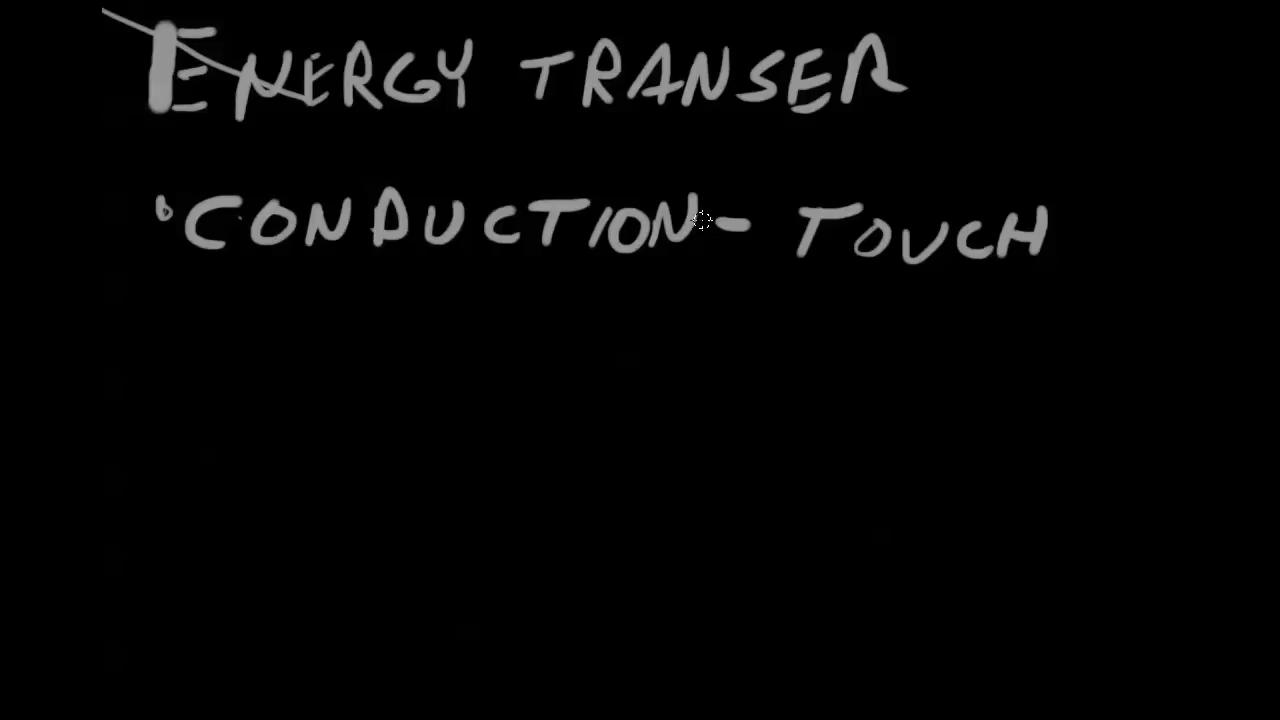 ENERGY TRANSER
• CONDUCTION - TOUCH